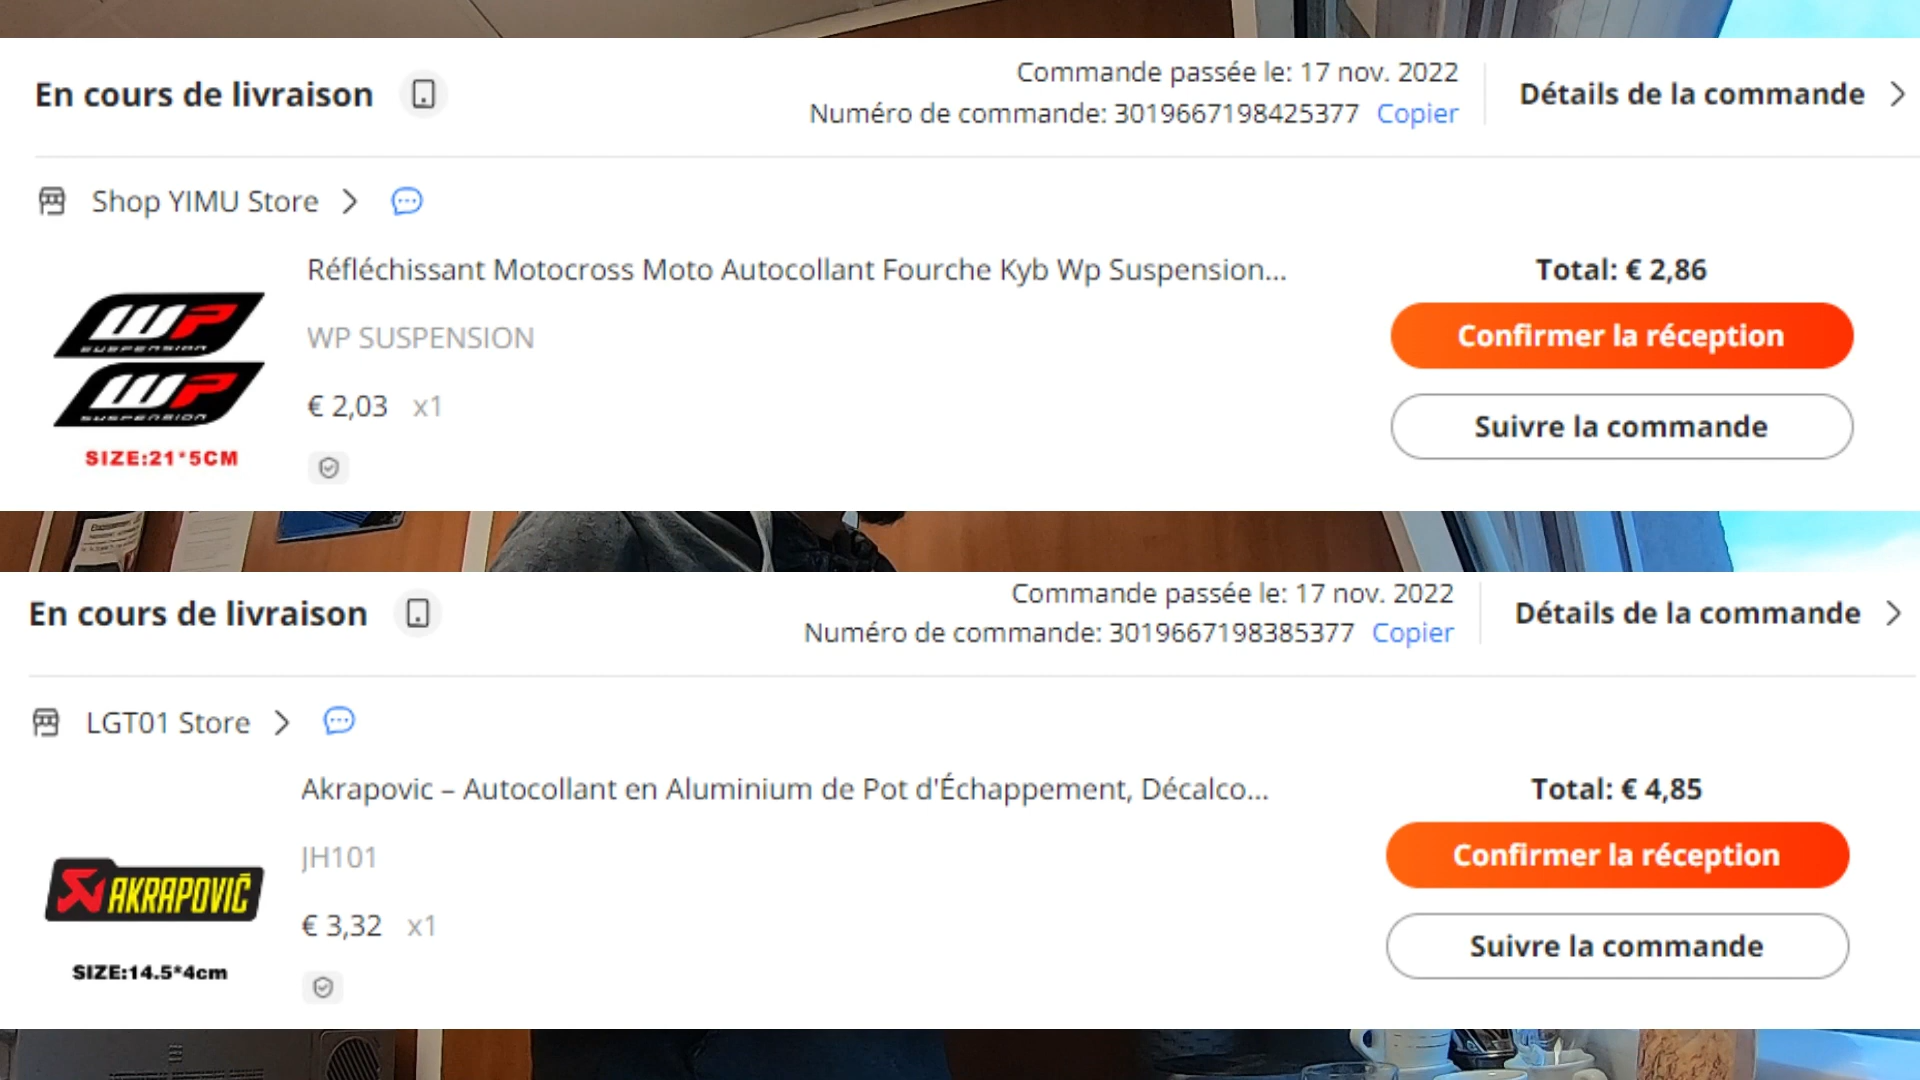 En cours de livraison
Commande passée le: 17 nov. 2022
Numéro de commande: 3019667198425377 Copier
Détails de la commande
Shop YIMU Store
Réfléchissant Motocross Moto Autocollant Fourche Kyb Wp Suspension...
Total: € 2,86
WP
SUSPENSION
WP
SUSPENSION
SIZE:21*5CM
WP SUSPENSION
Confirmer la réception
€ 2,03 x1
Suivre la commande
En cours de livraison
Commande passée le: 17 nov. 2022
Numéro de commande: 3019667198385377 Copier
Détails de la commande
LGT01 Store
Akrapovic – Autocollant en Aluminium de Pot d'Échappement, Décalco...
Total: € 4,85
AKRAPOVIČ
SIZE:14.5*4cm
JH101
Confirmer la réception
€ 3,32 x1
Suivre la commande